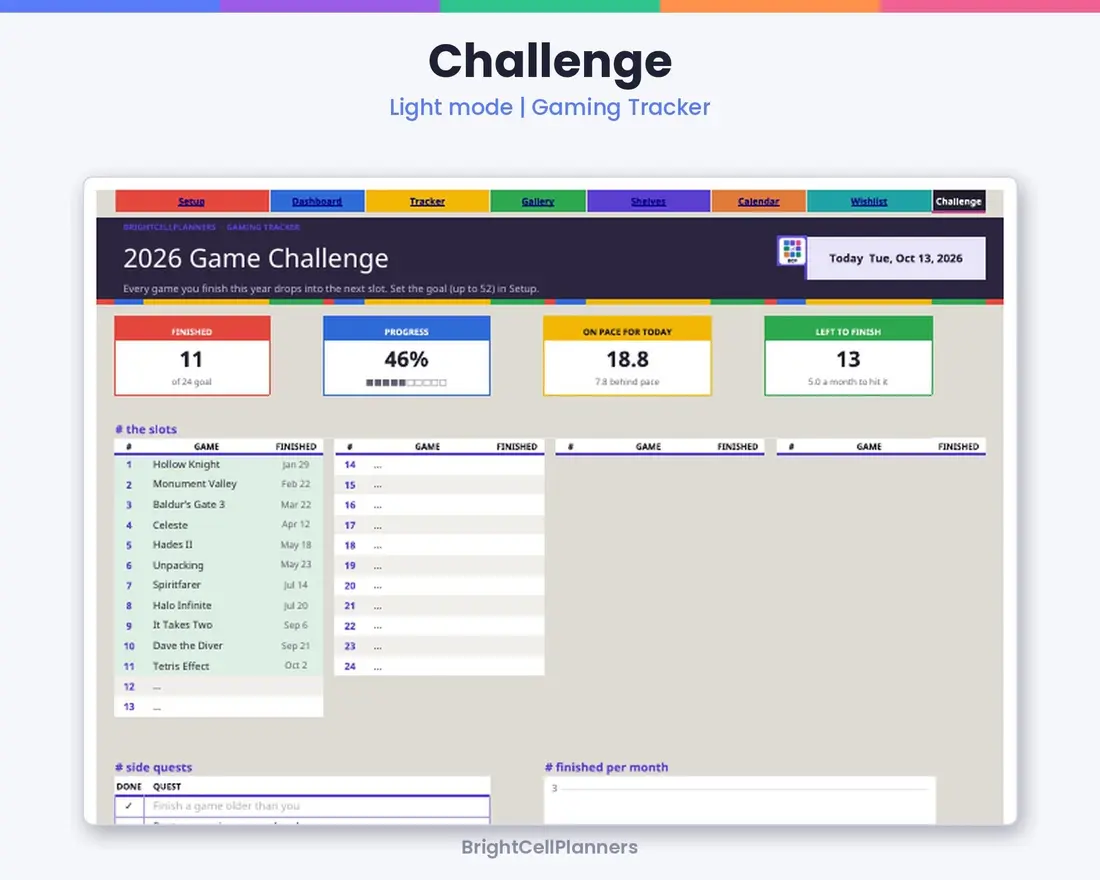 Challenge
Light mode | Gaming Tracker
Setup Dashboard Tracker Gallery Shelves Calendar Wishlist Challenge
BRIGHTCELLPLANNERS · GAMING TRACKER
2026 Game Challenge
BCP
Today Tue, Oct 13, 2026
Every game you finish this year drops into the next slot. Set the goal (up to 52) in Setup.
FINISHED PROGRESS ON PACE FOR TODAY LEFT TO FINISH
11 46% 18.8 13
of 24 goal 7.8 behind pace 5.0 a month to hit it
# the slots
# GAME FINISHED # GAME FINISHED # GAME FINISHED # GAME FINISHED
1 Hollow Knight Jan 29 14 ...
2 Monument Valley Feb 22 15 ...
3 Baldur's Gate 3 Mar 22 16 ...
4 Celeste Apr 12 17 ...
5 Hades II May 18 18 ...
6 Unpacking May 23 19 ...
7 Spiritfarer Jul 14 20 ...
8 Halo Infinite Jul 20 21 ...
9 It Takes Two Sep 6 22 ...
10 Dave the Diver Sep 21 23 ...
11 Tetris Effect Oct 2 24 ...
12 ...
13 ...
# side quests # finished per month
DONE QUEST
3
✓ Finish a game older than you
BrightCellPlanners